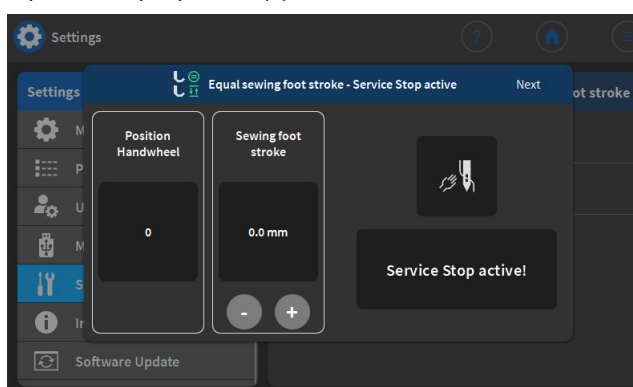 Settings
?
Equal sewing foot stroke - Service Stop active
Next
Settings
ot stroke
M
P
U
M
S
In
Software Update
Position
Handwheel
0
Sewing foot
stroke
0.0 mm
-
+
Service Stop active!